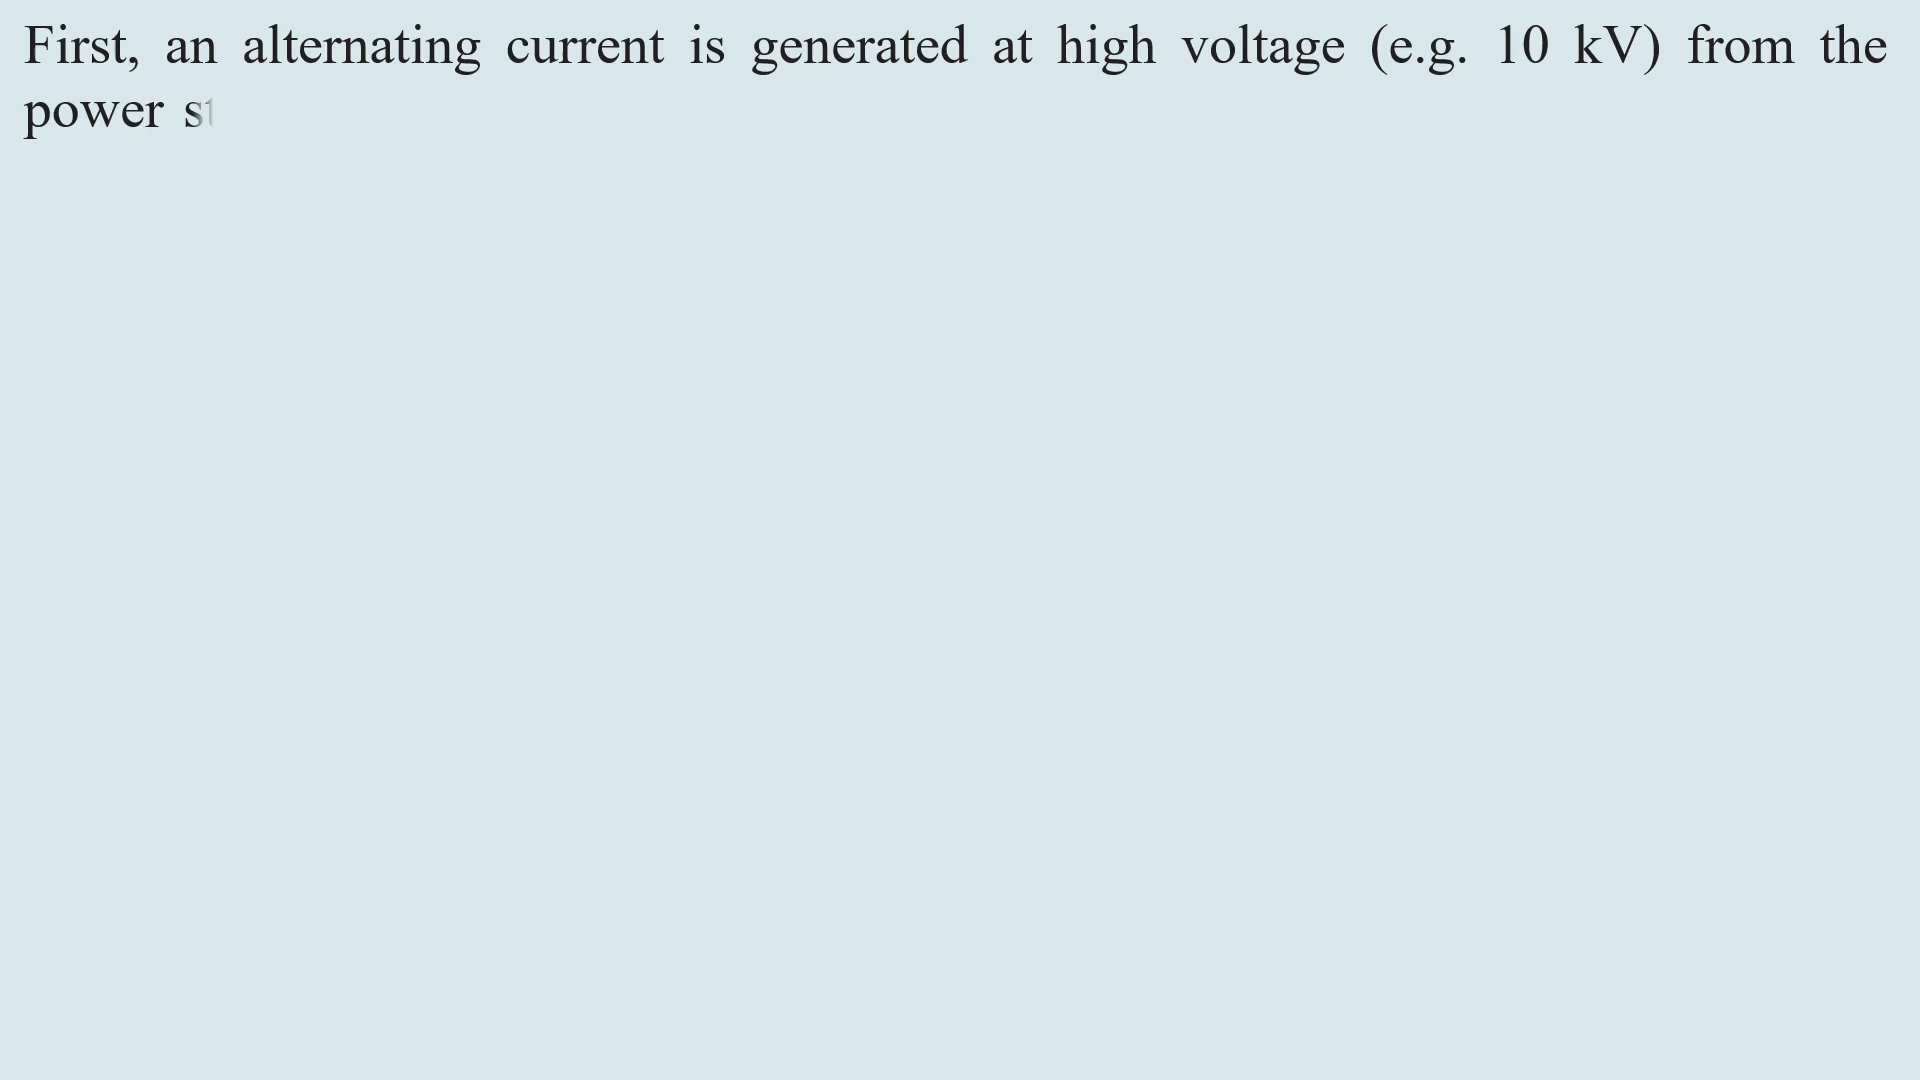 First, an alternating current is generated at high voltage (e.g. 10 kV) from the
power